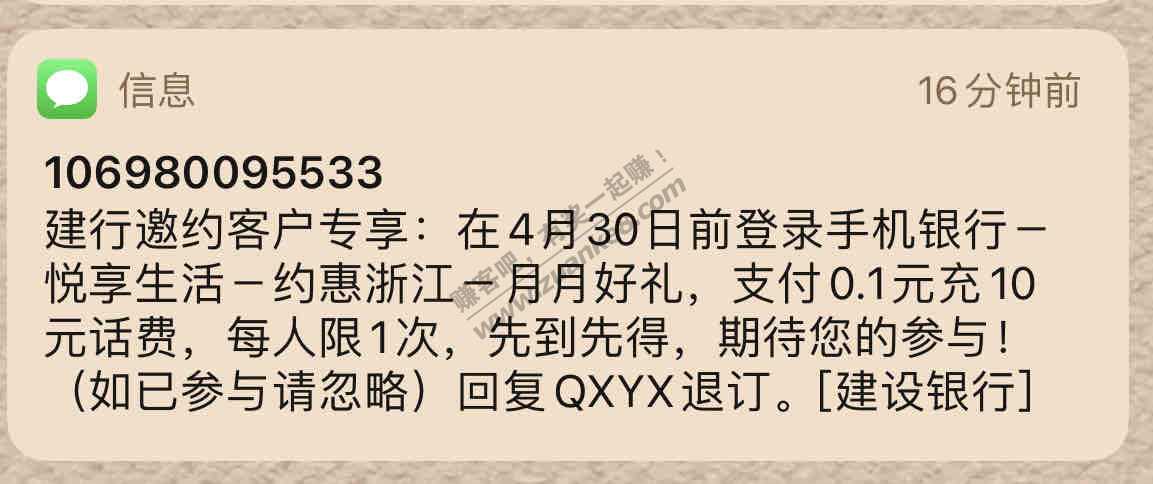 信息
16分钟前
106980095533
建行邀约客户专享：在4月30日前登录手机银行－
悦享生活－约惠浙江－月月好礼，支付0.1元充10
元话费，每人限1次，先到先得，期待您的参与！
（如已参与请忽略）回复QXYX退订。[建设银行]
赚客吧，有奖一起赚！
www.zuanke8.com